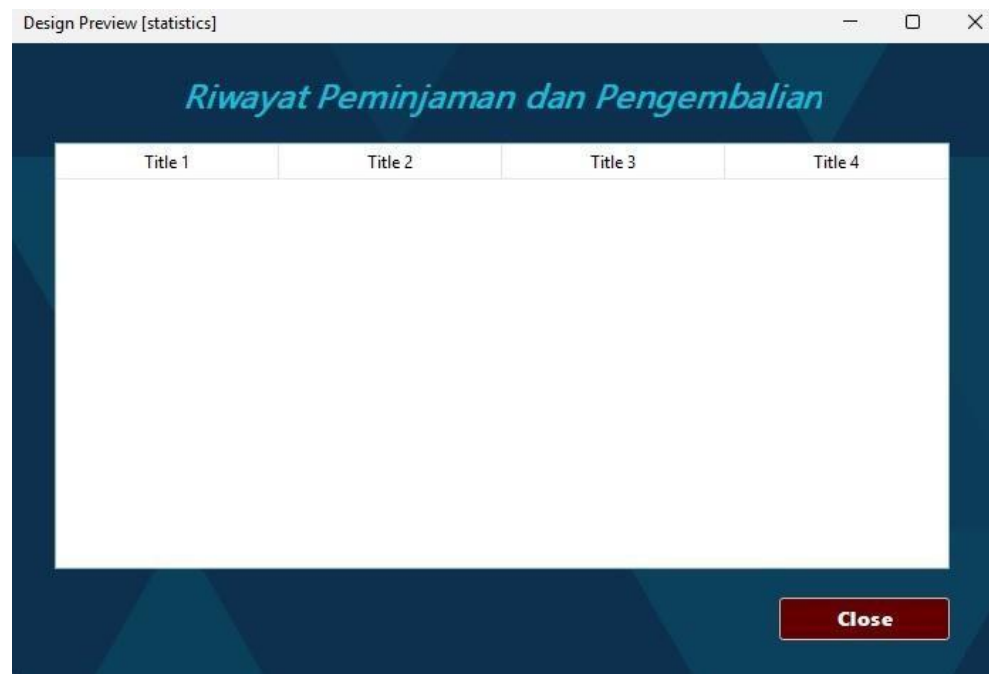 Design Preview [statistics]
Riwayat Peminjaman dan Pengembalian
Title 1 Title 2 Title 3 Title 4
Close